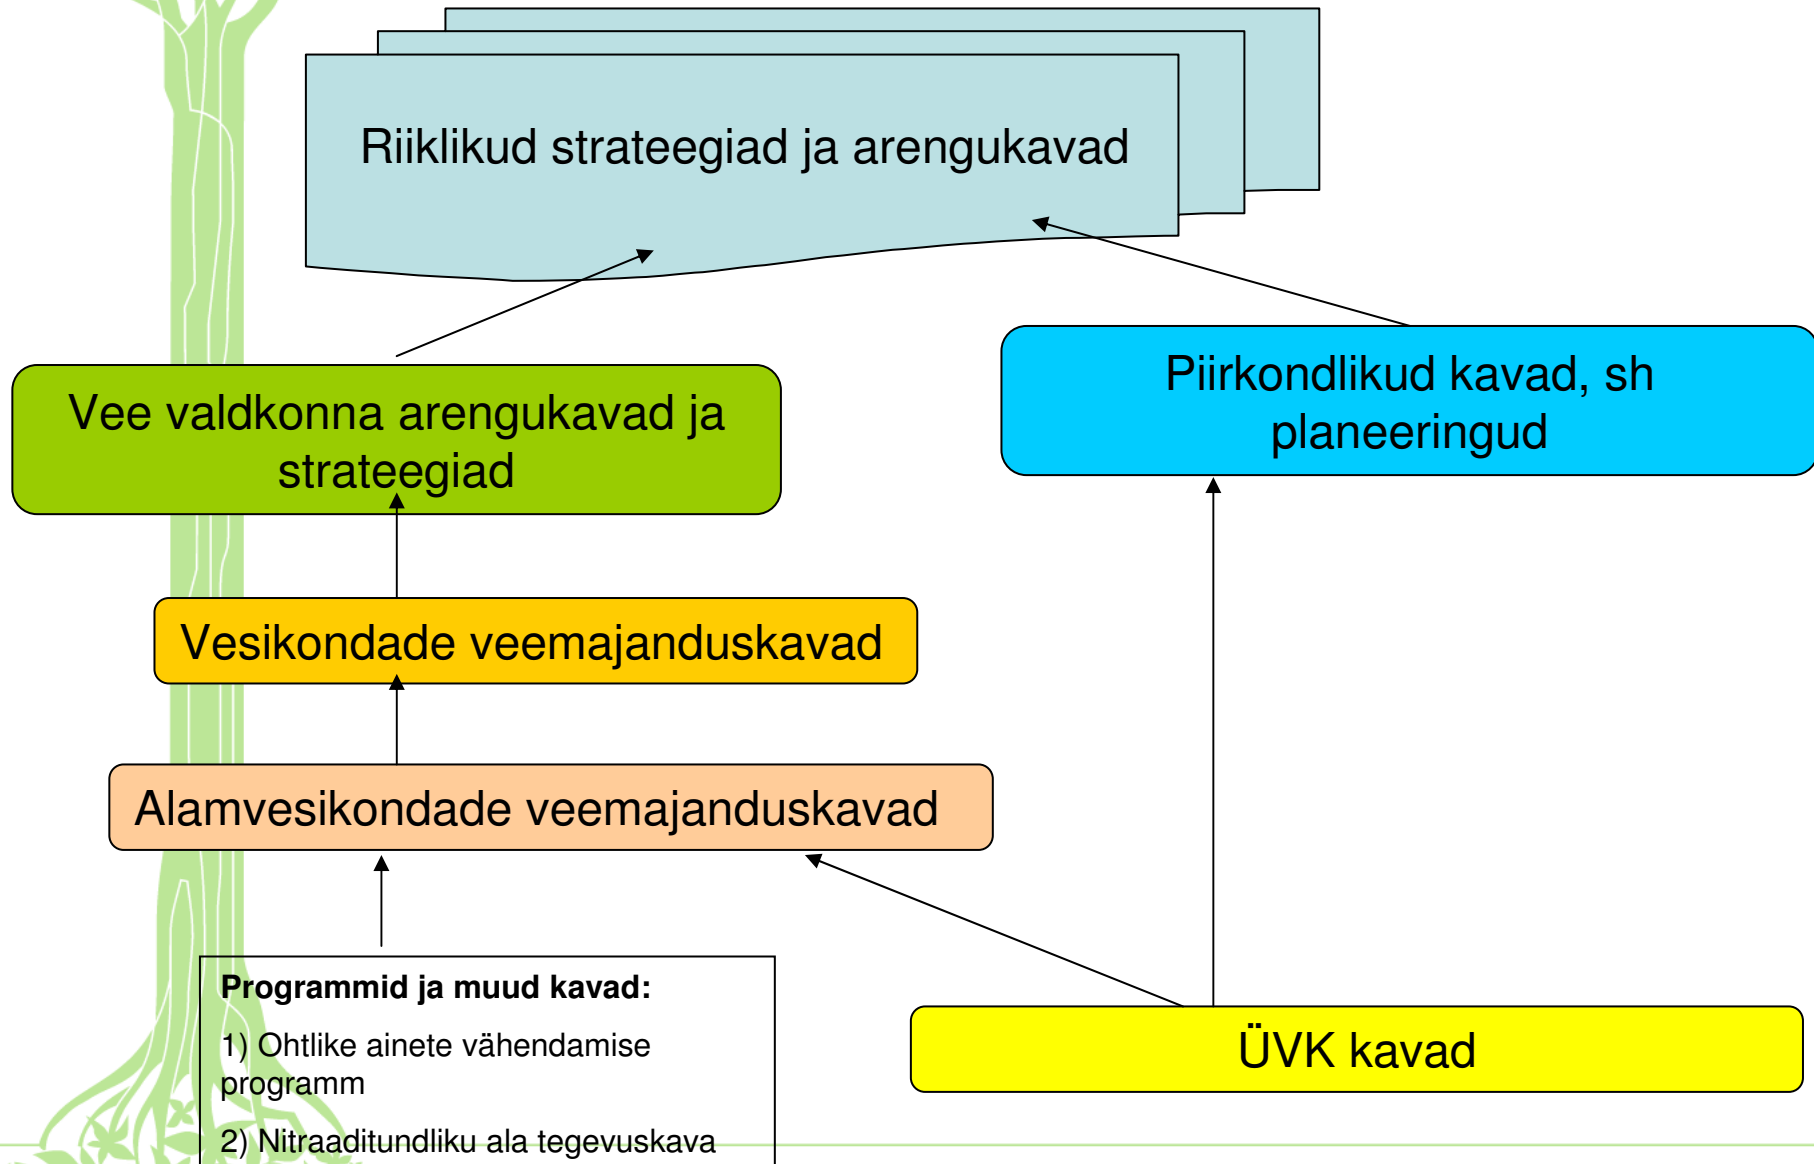 Riiklikud strateegiad ja arengukavad
Vee valdkonna arengukavad ja
strateegiad
Piirkondlikud kavad, sh
planeeringud
Vesikondade veemajanduskavad
Alamvesikondade veemajanduskavad
Programmid ja muud kavad:
1) Ohtlike ainete vähendamise
programm
2) Nitraaditundliku ala tegevuskava
ÜVK kavad